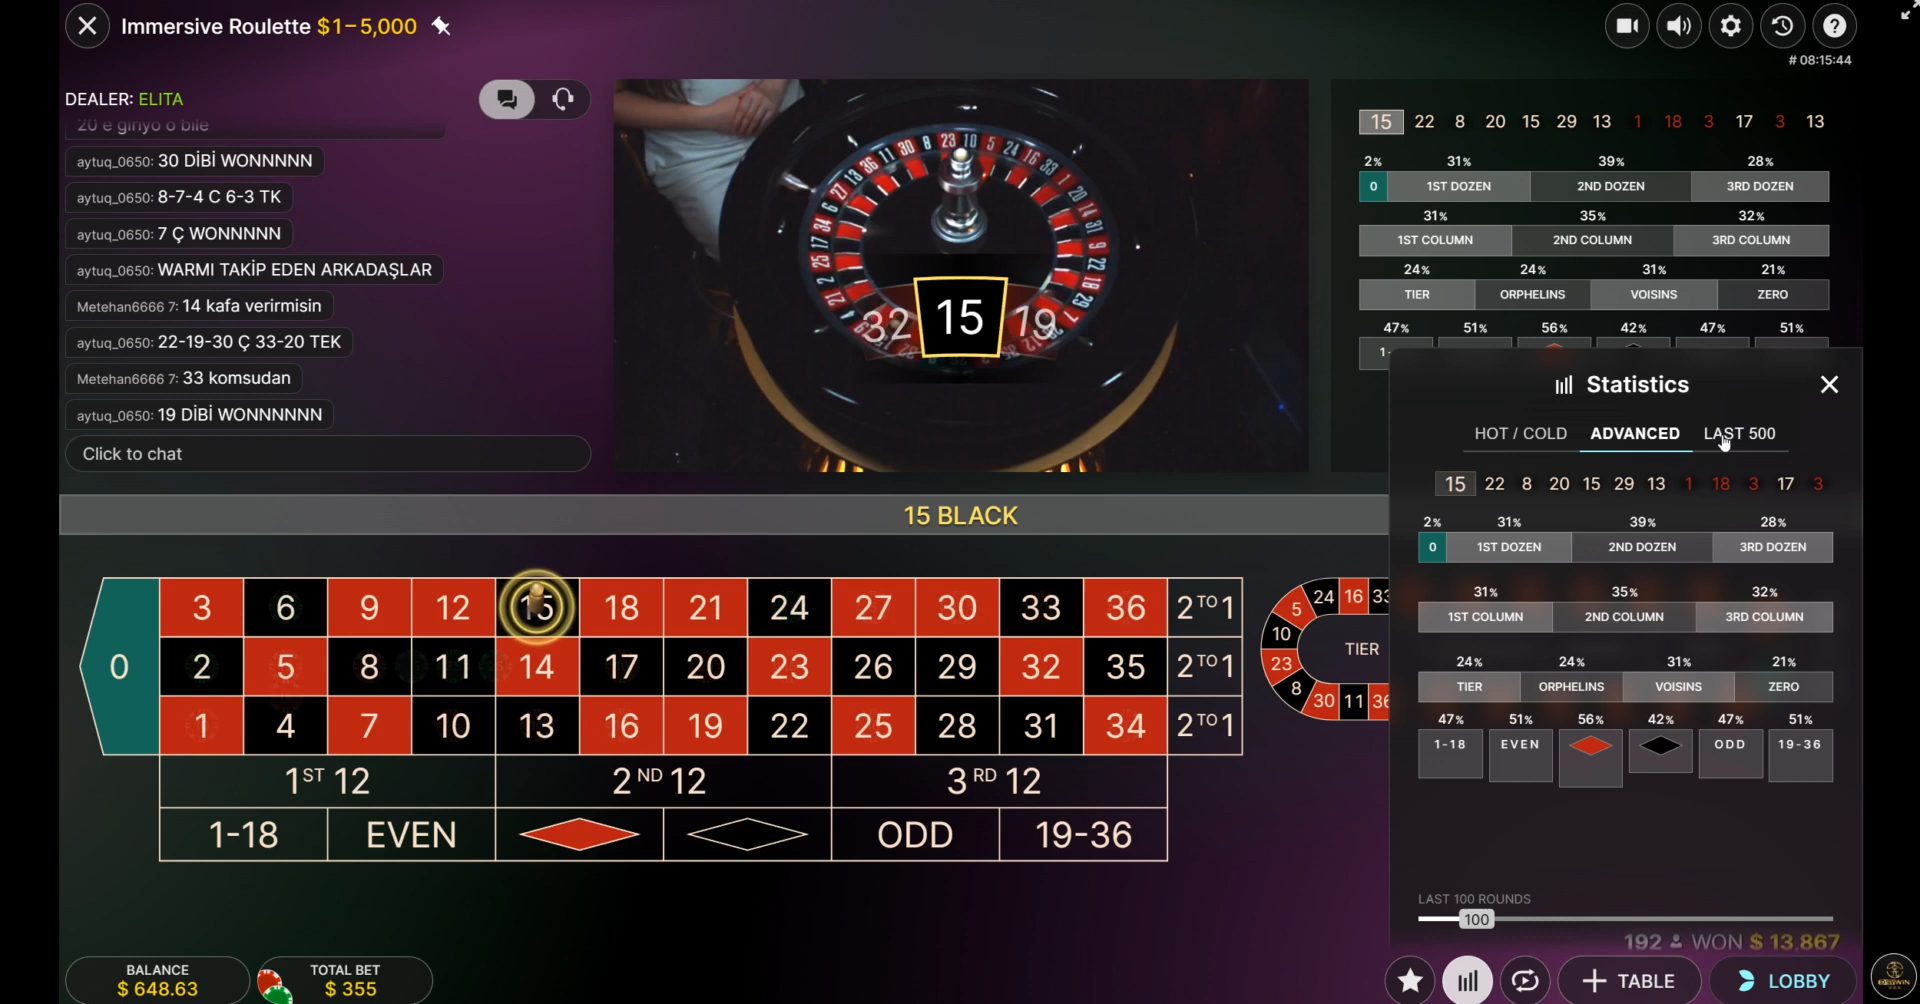 Immersive Roulette $1–5,000
# 08:15:44
DEALER: ELITA
20 e giriyo o bile
aytuq_0650: 30 DİBİ WONNNNN
aytuq_0650: 8-7-4 C 6-3 TK
aytuq_0650: 7 Ç WONNNNN
aytuq_0650: WARMI TAKİP EDEN ARKADAŞLAR
Metehan6666 7: 14 kafa verirmisin
aytuq_0650: 22-19-30 Ç 33-20 TEK
Metehan6666 7: 33 komsudan
aytuq_0650: 19 DİBİ WONNNNNN
Click to chat
32 15 19
15 22 8 20 15 29 13 1 18 3 17 3 13
2% 31% 39% 28%
0 1ST DOZEN 2ND DOZEN 3RD DOZEN
31% 35% 32%
1ST COLUMN 2ND COLUMN 3RD COLUMN
24% 24% 31% 21%
TIER ORPHELINS VOISINS ZERO
47% 51% 56% 42% 47% 51%
1-
Statistics
HOT / COLD ADVANCED LAST 500
15 22 8 20 15 29 13 1 18 3 17 3
2% 31% 39% 28%
0 1ST DOZEN 2ND DOZEN 3RD DOZEN
31% 35% 32%
1ST COLUMN 2ND COLUMN 3RD COLUMN
24% 24% 31% 21%
TIER ORPHELINS VOISINS ZERO
47% 51% 56% 42% 47% 51%
1-18 EVEN ODD 19-36
LAST 100 ROUNDS
100
192 WON $ 13,867
15 BLACK
3 6 9 12 15 18 21 24 27 30 33 36 2 TO 1
0 2 5 8 11 14 17 20 23 26 29 32 35 2 TO 1
1 4 7 10 13 16 19 22 25 28 31 34 2 TO 1
1ST 12 2ND 12 3RD 12
1-18 EVEN ODD 19-36
5 24 16 33
10 TIER
23
8 30 11 36
BALANCE
$ 648.63
TOTAL BET
$ 355
TABLE
LOBBY